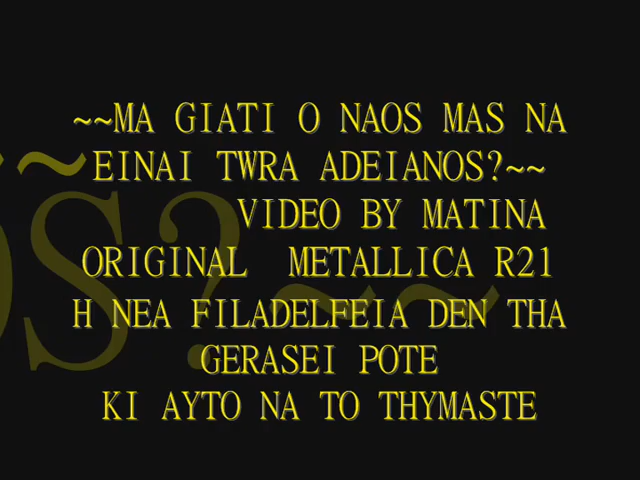 ~~MA GIATI O NAOS MAS NA
EINAI TWRA ADEIANOS?~~
VIDEO BY MATINA
ORIGINAL METALLICA R21
H NEA FILADELFEIA DEN THA
GERASEI POTE
KI AYTO NA TO THYMASTE